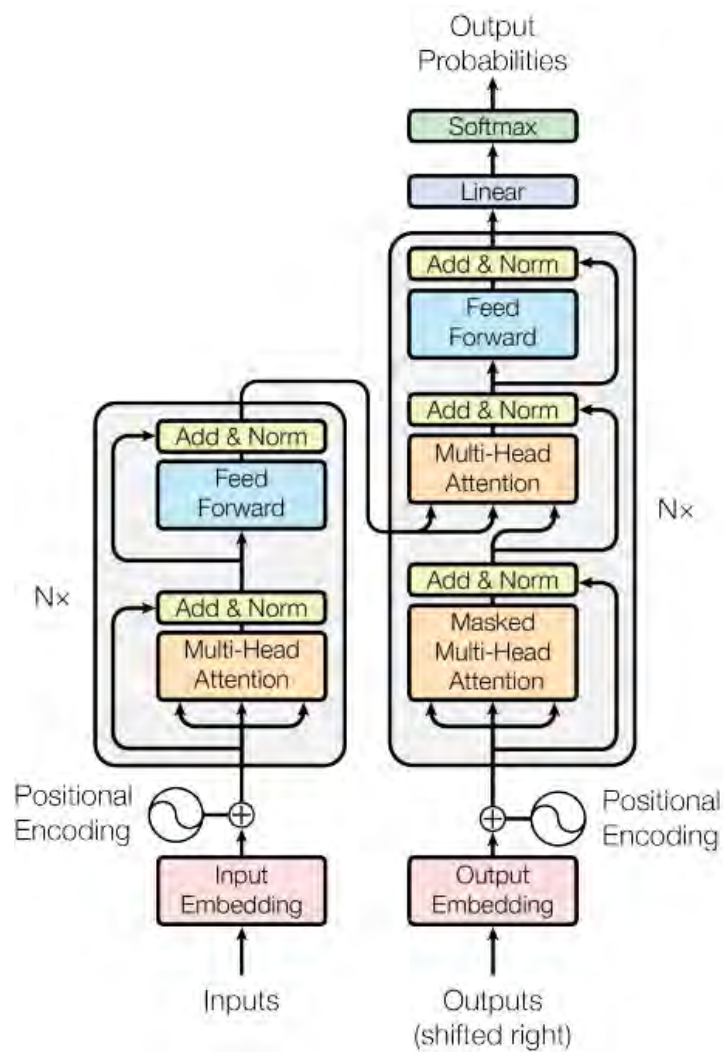 Output
Probabilities
Softmax
Linear
Add & Norm
Feed
Forward
Add & Norm
Multi-Head
Attention
Add & Norm
Masked
Multi-Head
Attention
Nx
Add & Norm
Feed
Forward
Add & Norm
Multi-Head
Attention
Nx
Positional
Encoding
Positional
Encoding
Input
Embedding
Output
Embedding
Inputs
Outputs
(shifted right)